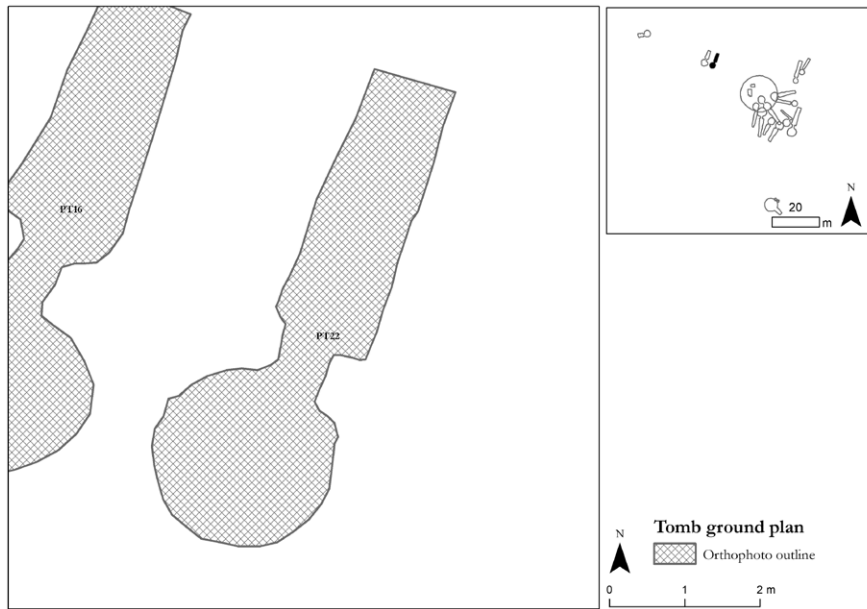 PT16
PT22
N
20
m
Tomb ground plan
N
Orthophoto outline
0 1 2 m